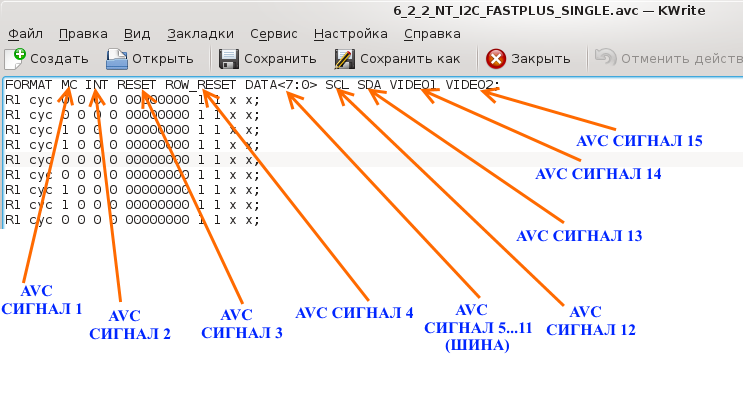 6_2_2_NT_I2C_FASTPLUS_SINGLE.avc — KWrite
Файл Правка Вид Закладки Сервис Настройка Справка
Создать Открыть Сохранить Сохранить как Закрыть Отменить действ
FORMAT MC INT RESET ROW_RESET DATA<7:0> SCL SDA VIDEO1 VIDEO2;
R1 cyc 0 0 0 0 00000000 1 1 x x;
R1 cyc 0 0 0 0 00000000 1 1 x x;
R1 cyc 1 0 0 0 00000000 1 1 x x;
R1 cyc 1 0 0 0 00000000 1 1 x x;
R1 cyc 0 0 0 0 00000000 1 1 x x;
R1 cyc 0 0 0 0 00000000 1 1 x x;
R1 cyc 1 0 0 0 00000000 1 1 x x;
R1 cyc 1 0 0 0 00000000 1 1 x x;
R1 cyc 0 0 0 0 00000000 1 1 x x;
AVC СИГНАЛ 15
AVC СИГНАЛ 14
AVC СИГНАЛ 13
AVC
СИГНАЛ 1
AVC
СИГНАЛ 2
AVC
СИГНАЛ 3
AVC СИГНАЛ 4
AVC
СИГНАЛ 5...11
(ШИНА)
AVC
СИГНАЛ 12